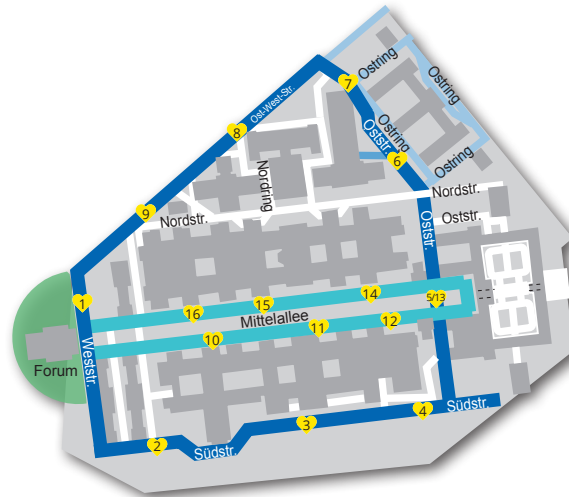 Ostring
Ostring
7
Ost-West-Str.
8
Oststr.
Ostring
6
Ostring
Nordring
Nordstr.
9
Nordstr.
Oststr.
Oststr.
1
16
15
14
5/13
Mittelallee
10
11
12
Weststr.
Forum
2
Südstr.
3
4
Südstr.